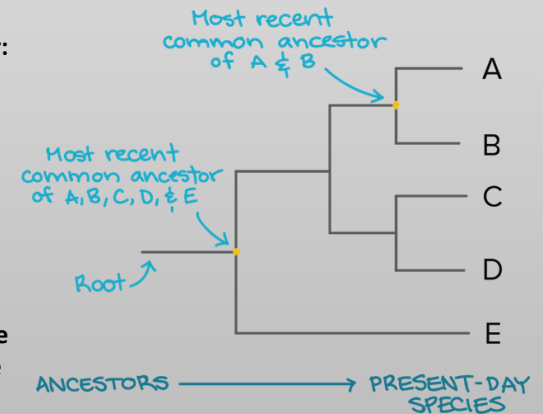 Most recent
common ancestor
of A & B
:
A
B
Most recent
common ancestor
of A, B, C, D, & E
C
D
Root
E
e
ANCESTORS
PRESENT-DAY
SPECIES